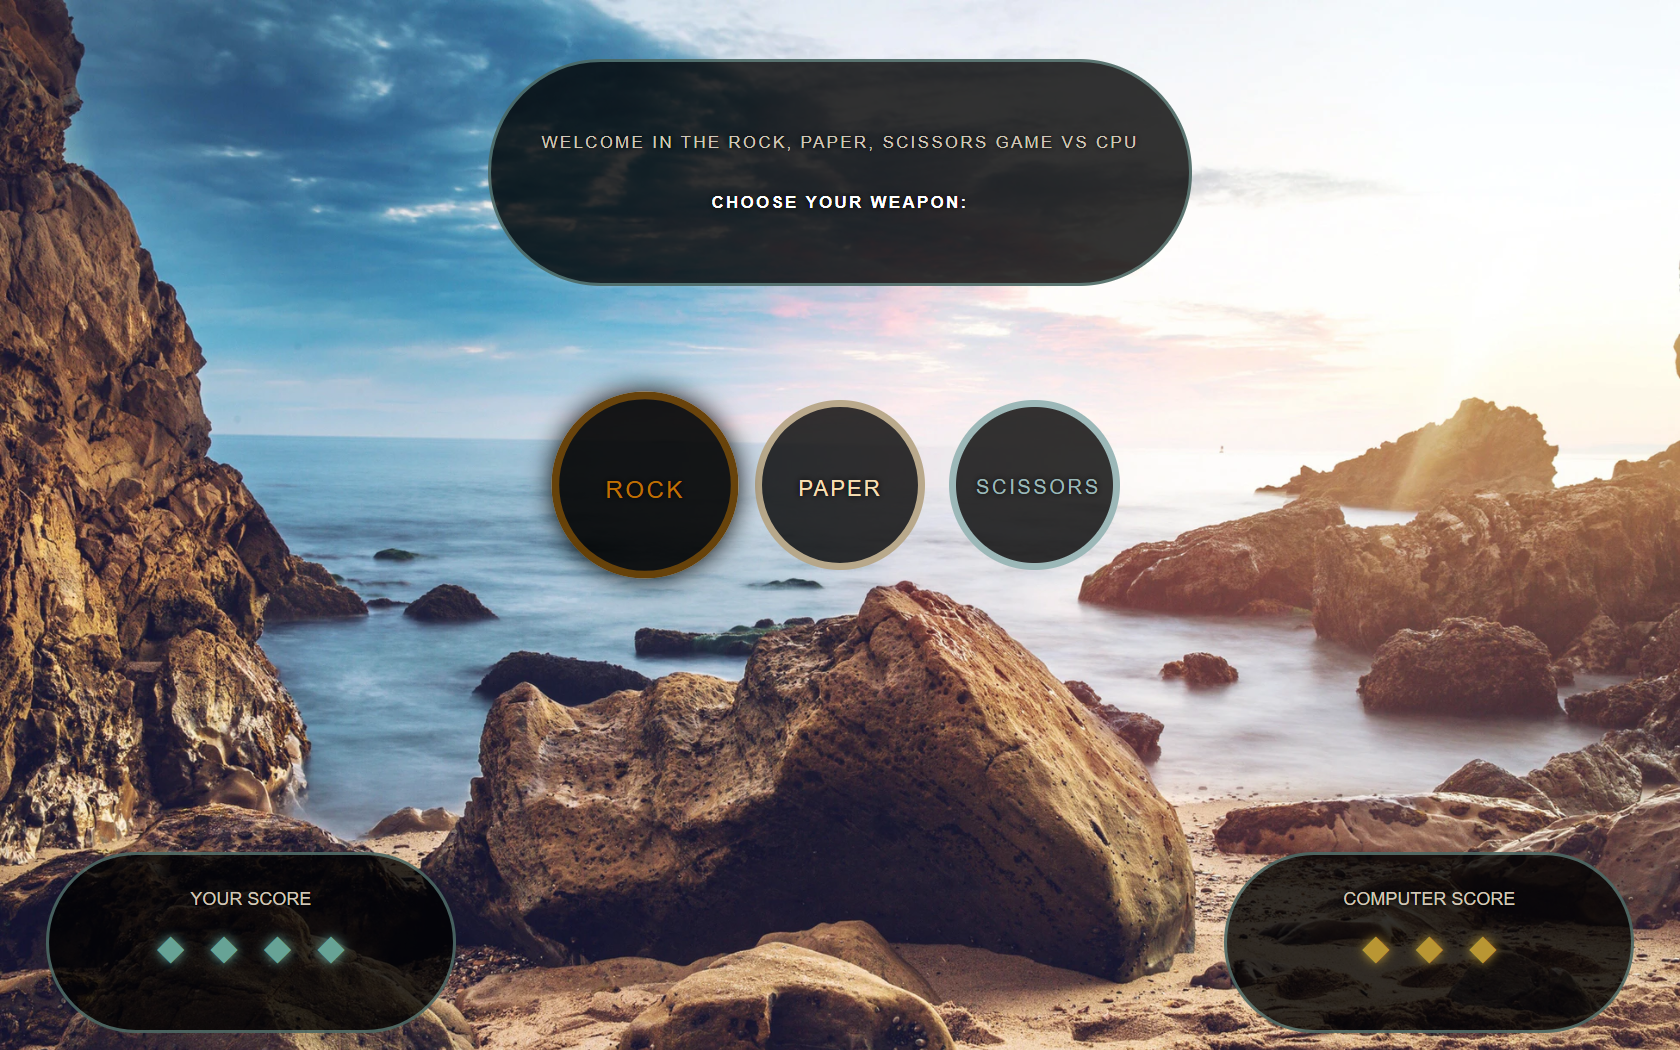 WELCOME IN THE ROCK, PAPER, SCISSORS GAME VS CPU
CHOOSE YOUR WEAPON:
ROCK
PAPER
SCISSORS
YOUR SCORE
COMPUTER SCORE